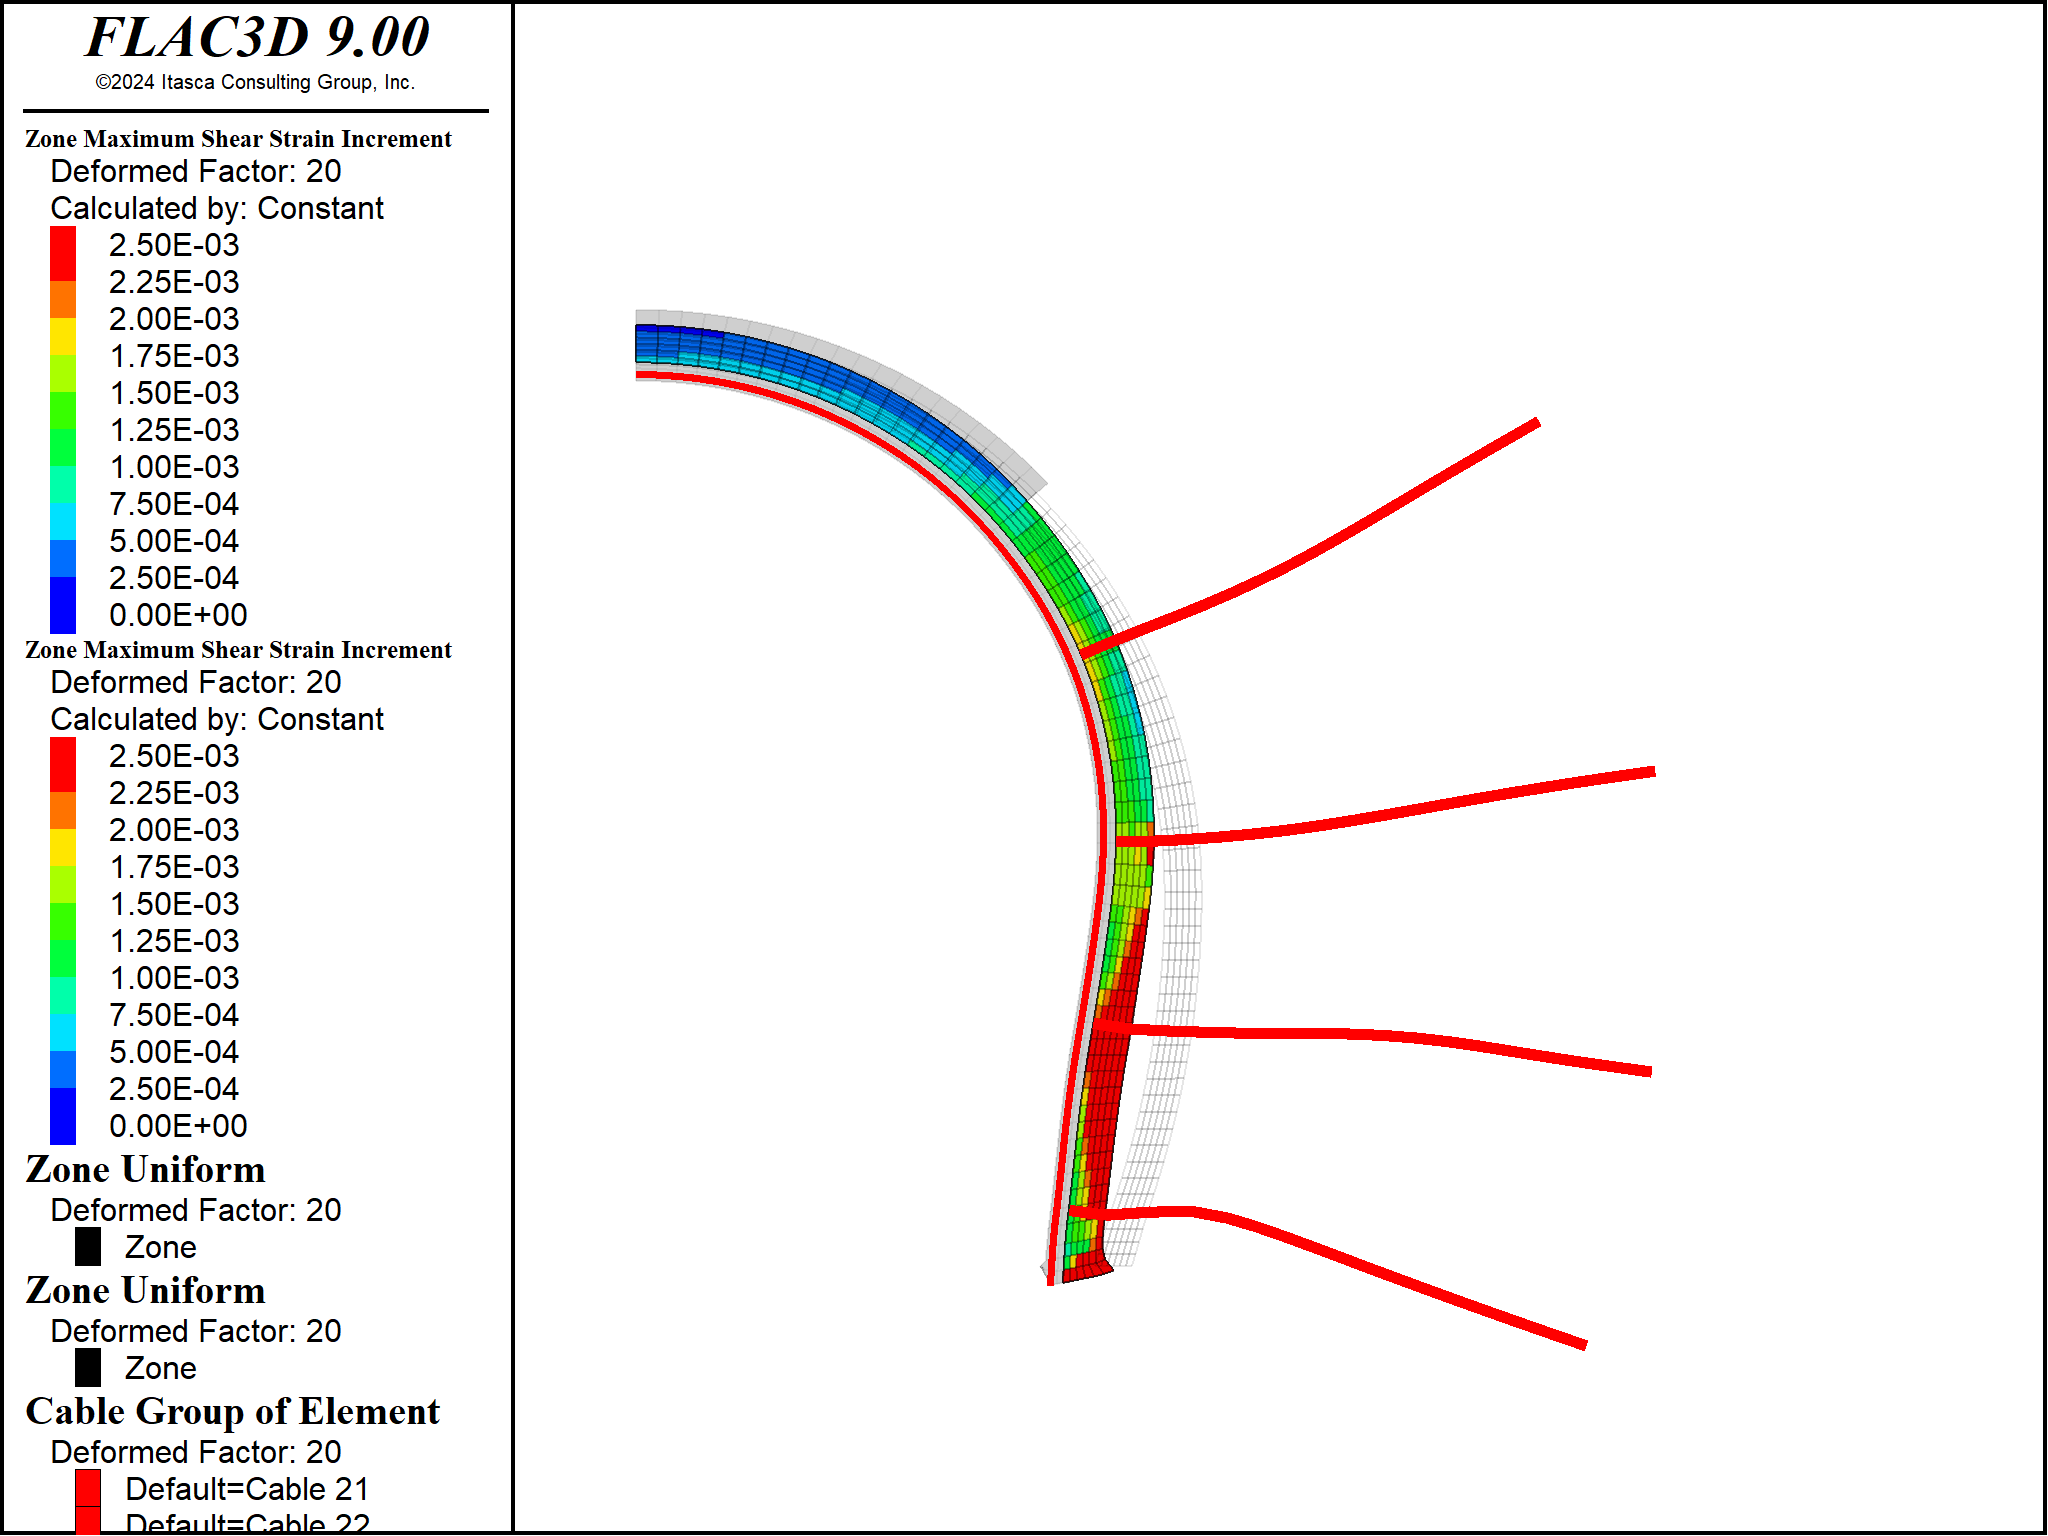 FLAC3D 9.00
©2024 Itasca Consulting Group, Inc.
Zone Maximum Shear Strain Increment
Deformed Factor: 20
Calculated by: Constant
2.50E-03
2.25E-03
2.00E-03
1.75E-03
1.50E-03
1.25E-03
1.00E-03
7.50E-04
5.00E-04
2.50E-04
0.00E+00
Zone Maximum Shear Strain Increment
Deformed Factor: 20
Calculated by: Constant
2.50E-03
2.25E-03
2.00E-03
1.75E-03
1.50E-03
1.25E-03
1.00E-03
7.50E-04
5.00E-04
2.50E-04
0.00E+00
Zone Uniform
Deformed Factor: 20
Zone
Zone Uniform
Deformed Factor: 20
Zone
Cable Group of Element
Deformed Factor: 20
Default=Cable 21
Default=Cable 22